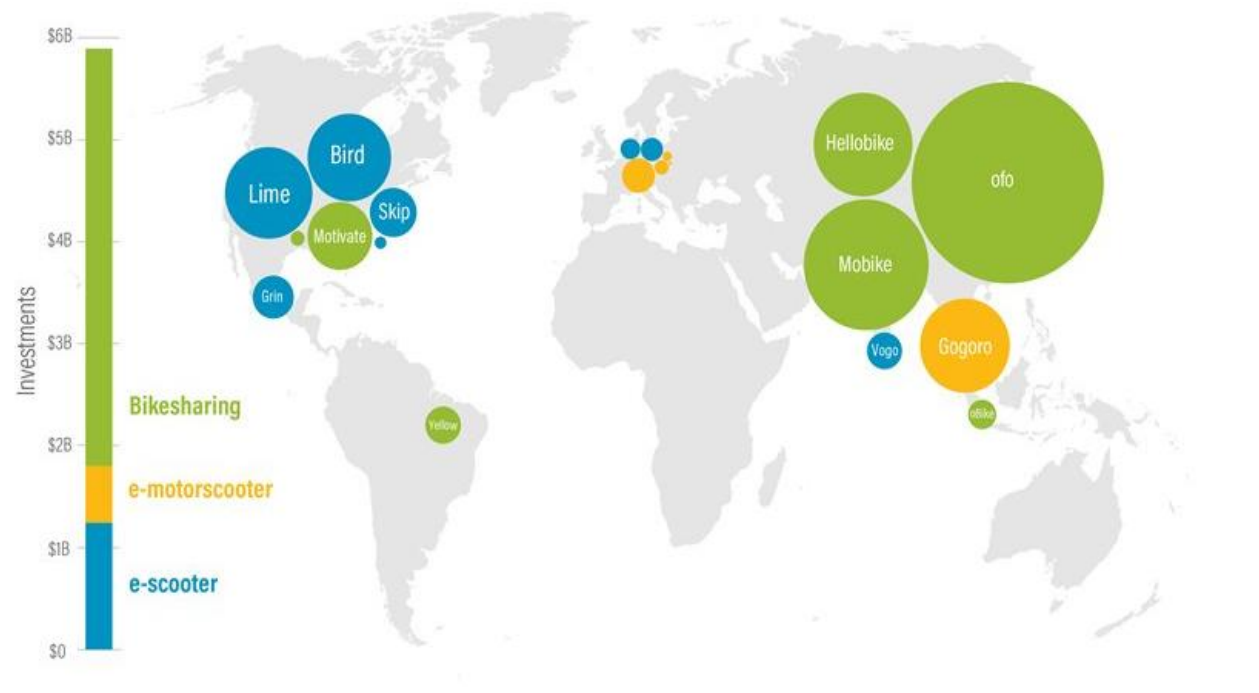 $6B
$5B
$4B
$3B
$2B
$1B
$0
Investments
Bikesharing
e-motorscooter
e-scooter
Bird
Lime
Skip
Motivate
Grin
Yellow
Hellobike
ofo
Mobike
Vogo
Gogoro
oBike